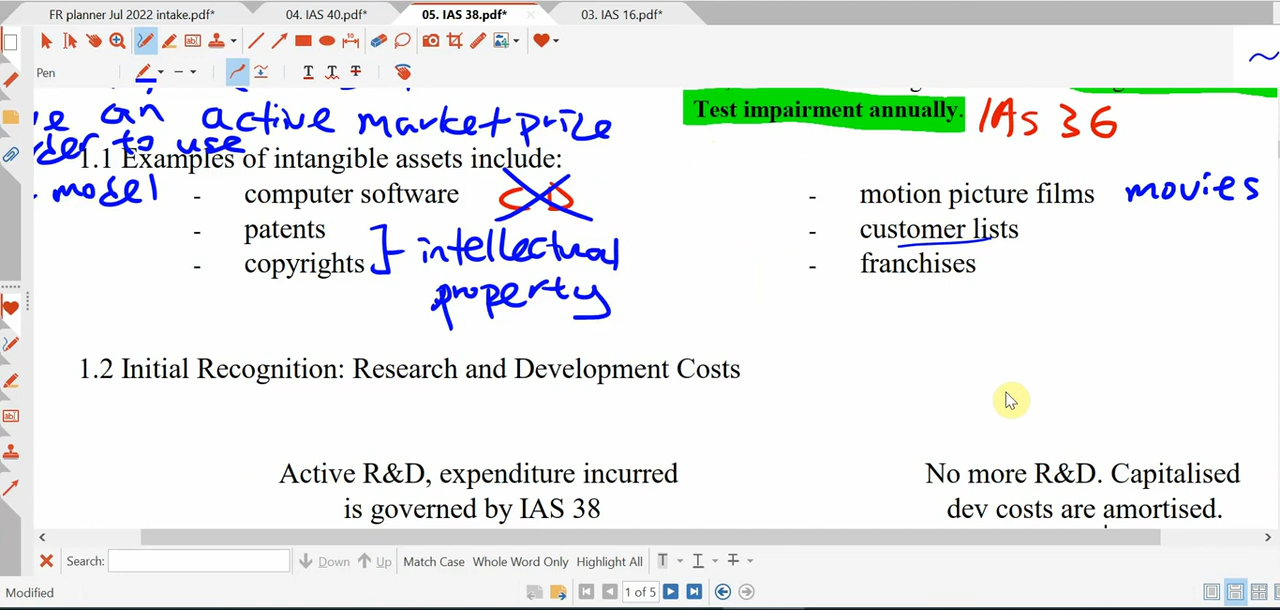 FR planner Jul 2022 intake.pdf*
04. IAS 40.pdf*
05. IAS 38.pdf*
03. IAS 16.pdf*
Pen
an active market prize
to use
model
Test impairment annually.
IAS 36
1.1 Examples of intangible assets include:
- computer software CD
- patents
- copyrights
intellectual
property
- motion picture films movies
- customer lists
- franchises
1.2 Initial Recognition: Research and Development Costs
Active R&D, expenditure incurred
is governed by IAS 38
No more R&D. Capitalised
dev costs are amortised.
Search: Down Up Match Case Whole Word Only Highlight All
Modified
1 of 5